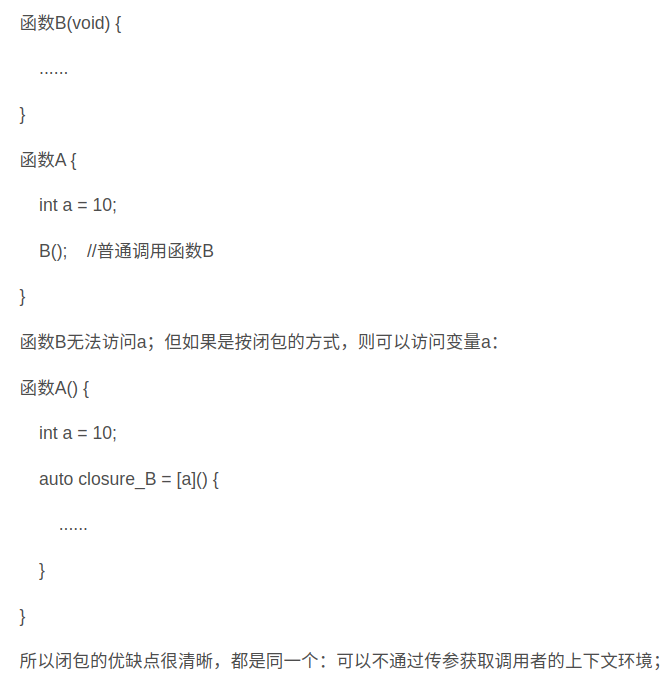 函数B(void) {
......
}
函数A {
int a = 10;
B();    //普通调用函数B
}
函数B无法访问a；但如果是按闭包的方式，则可以访问变量a：
函数A() {
int a = 10;
auto closure_B = [a]() {
......
}
}
所以闭包的优缺点很清晰，都是同一个：可以不通过传参获取调用者的上下文环境；